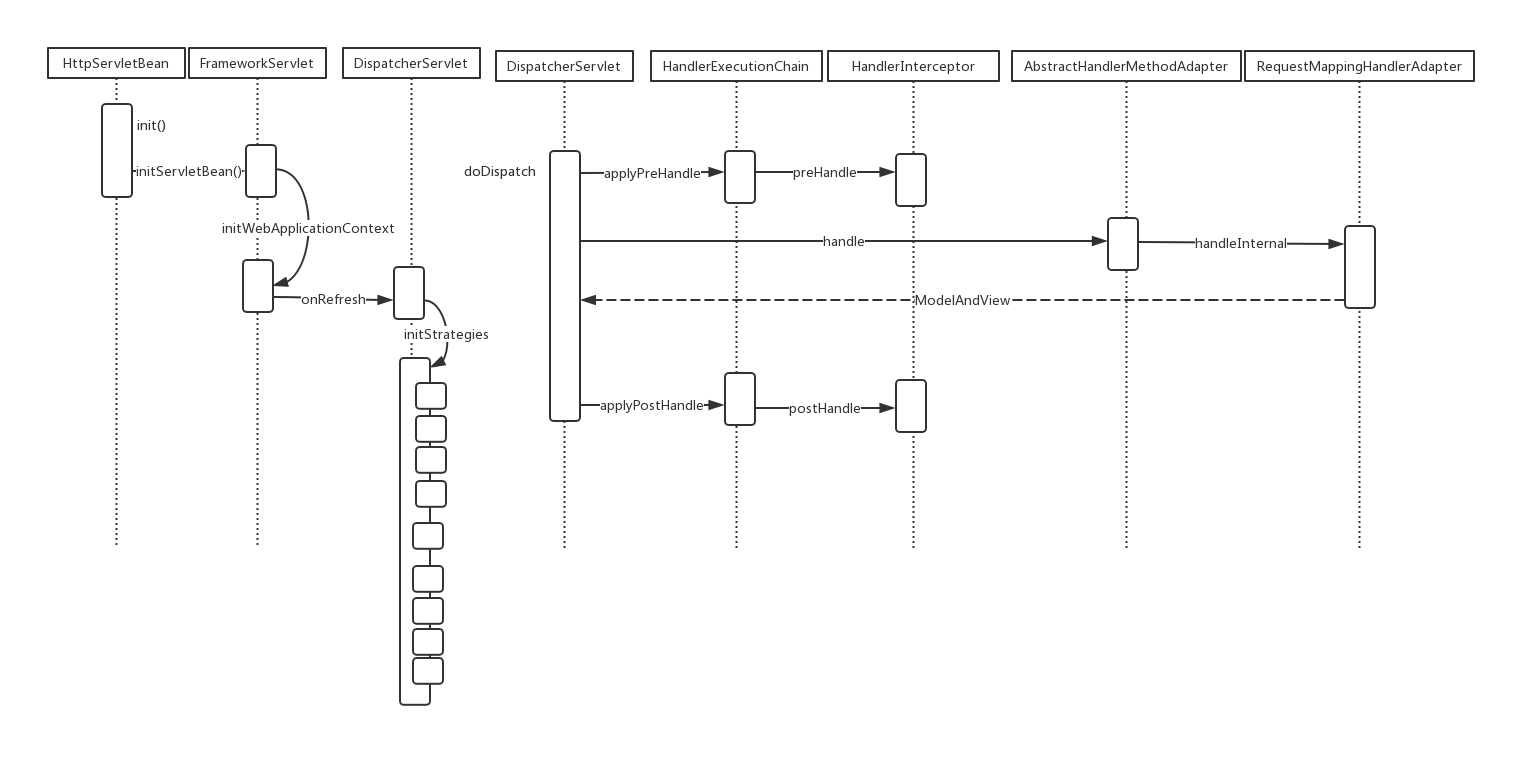 HttpServletBean
FrameworkServlet
DispatcherServlet
DispatcherServlet
HandlerExecutionChain
HandlerInterceptor
AbstractHandlerMethodAdapter
RequestMappingHandlerAdapter
init()
initServletBean()
initWebApplicationContext
onRefresh
initStrategies
doDispatch
applyPreHandle
preHandle
handle
handleInternal
ModelAndView
applyPostHandle
postHandle